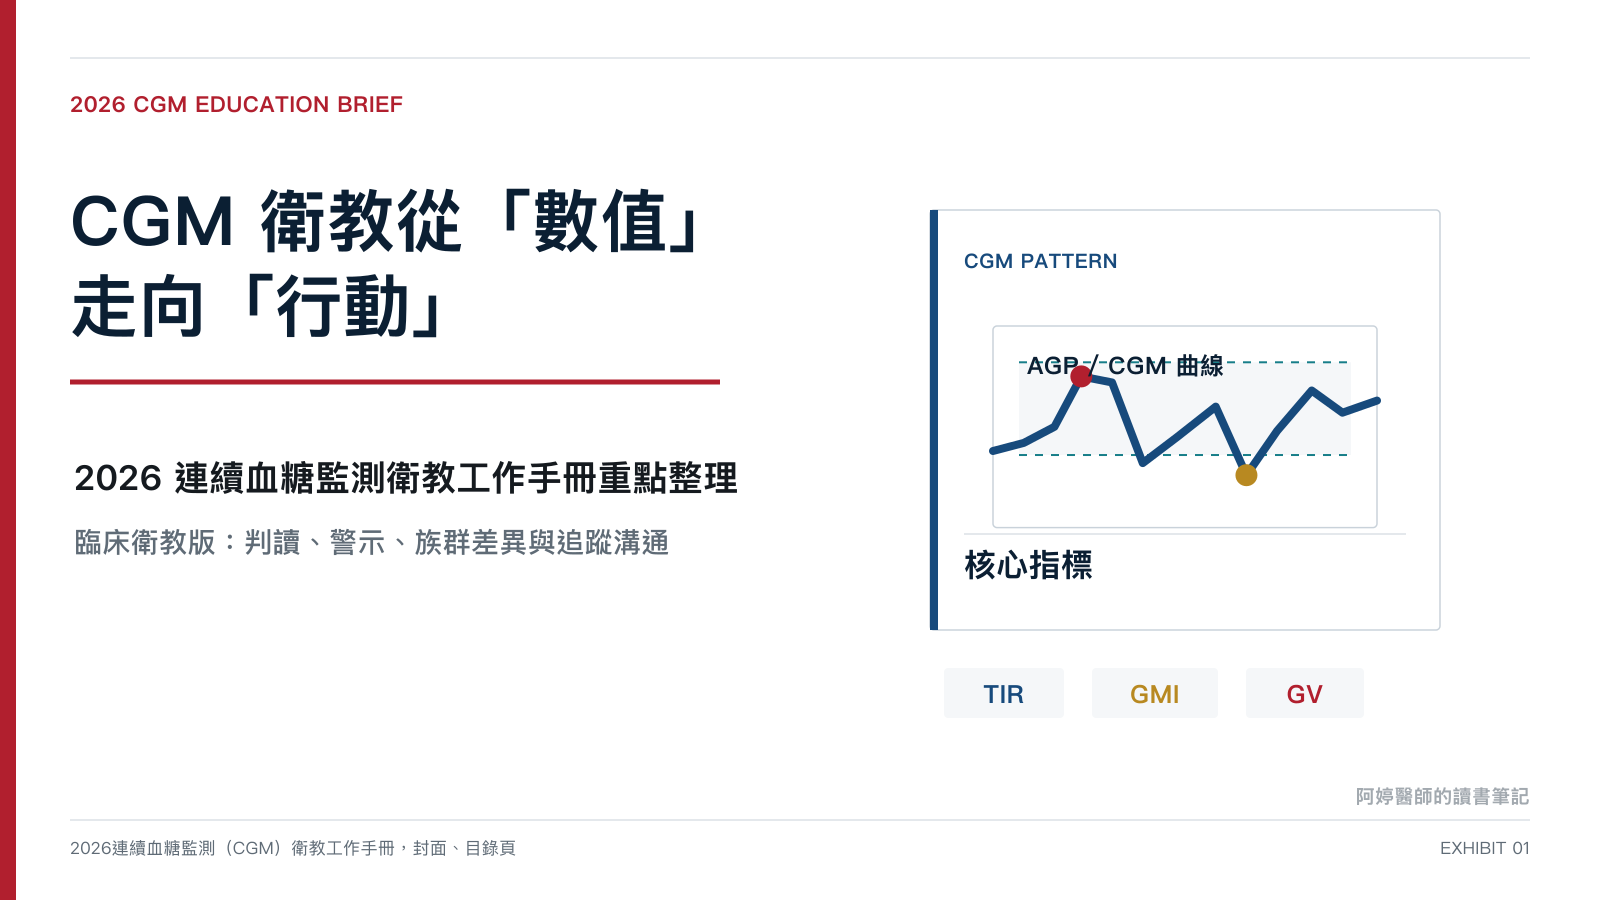 2026 CGM EDUCATION BRIEF
CGM 衛教從「數值」
走向「行動」
2026 連續血糖監測衛教工作手冊重點整理
臨床衛教版：判讀、警示、族群差異與追蹤溝通
CGM PATTERN
AGP / CGM 曲線
核心指標
TIR
GMI
GV
阿婷醫師的讀書筆記
2026連續血糖監測（CGM）衛教工作手冊，封面、目錄頁
EXHIBIT 01